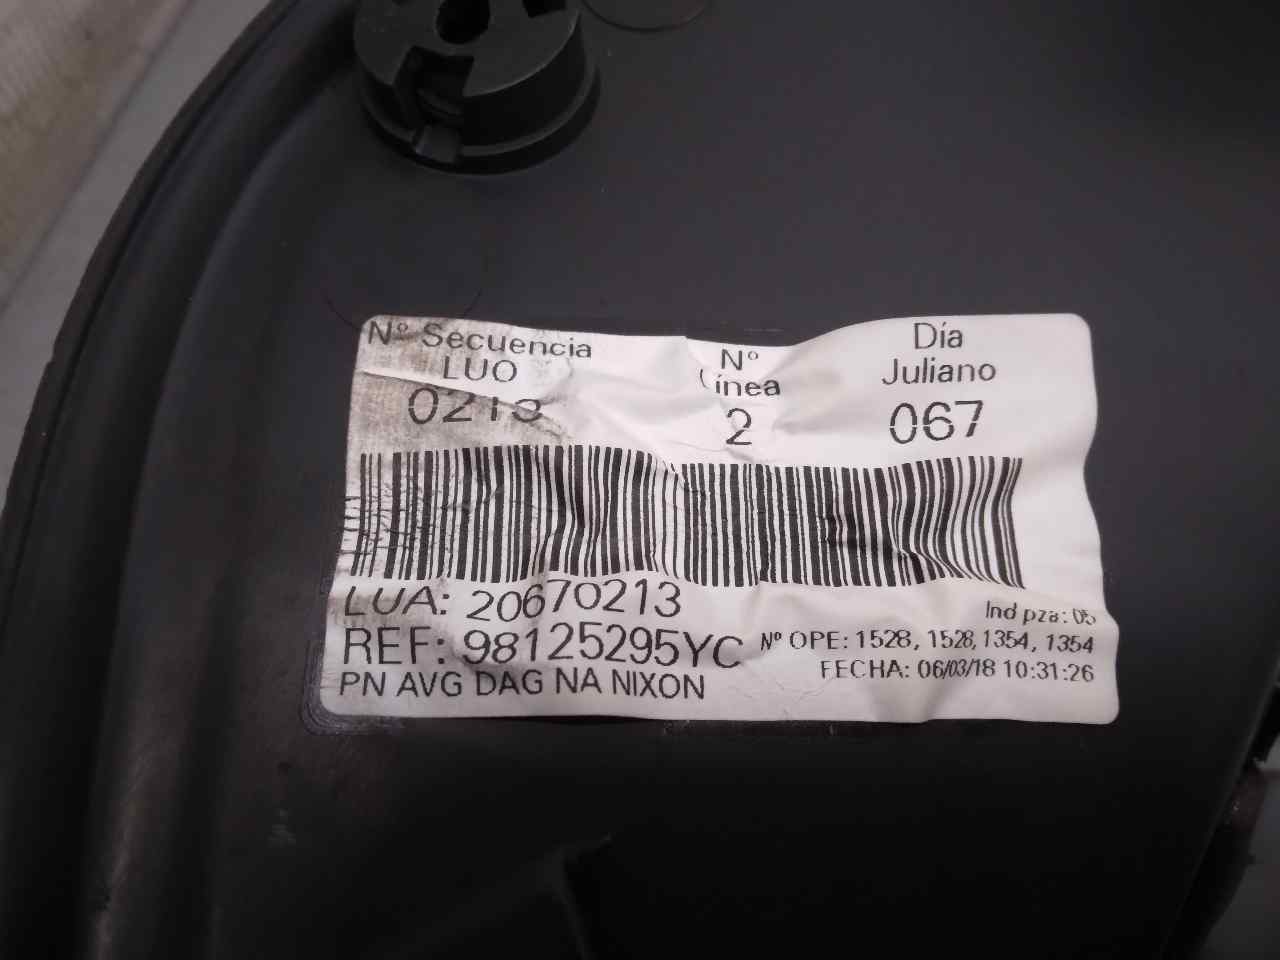 Nº Secuencia
LUO
0213
Nº
Línea
2
Día
Juliano
067
LUA: 20670213
REF: 98125295YC
PN AVG DAG NA NIXON
Ind pza: 05
Nº OPE: 1528, 1528, 1354, 1354
FECHA: 06/03/18 10:31:26